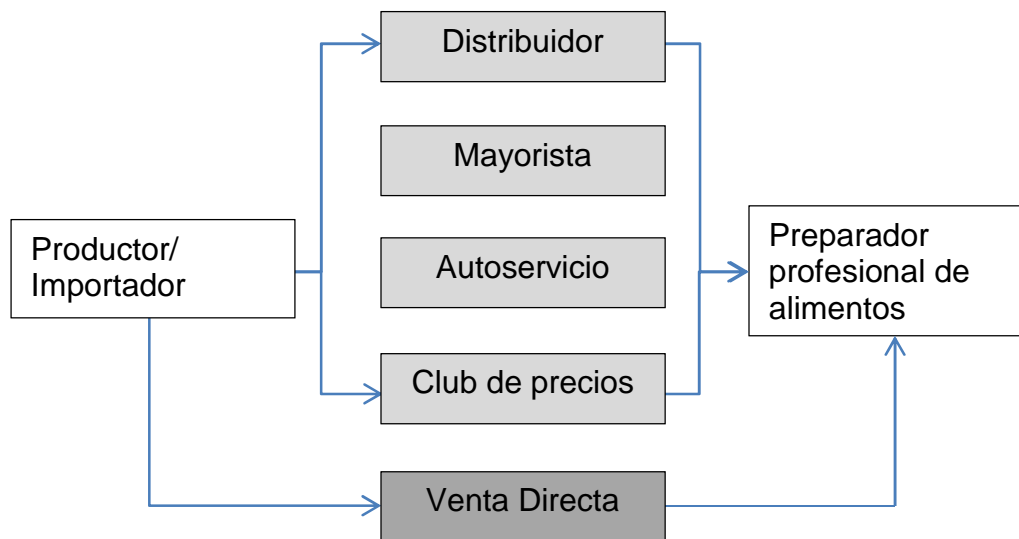 Distribuidor
Mayorista
Productor/
Importador
Autoservicio
Preparador
profesional de
alimentos
Club de precios
Venta Directa